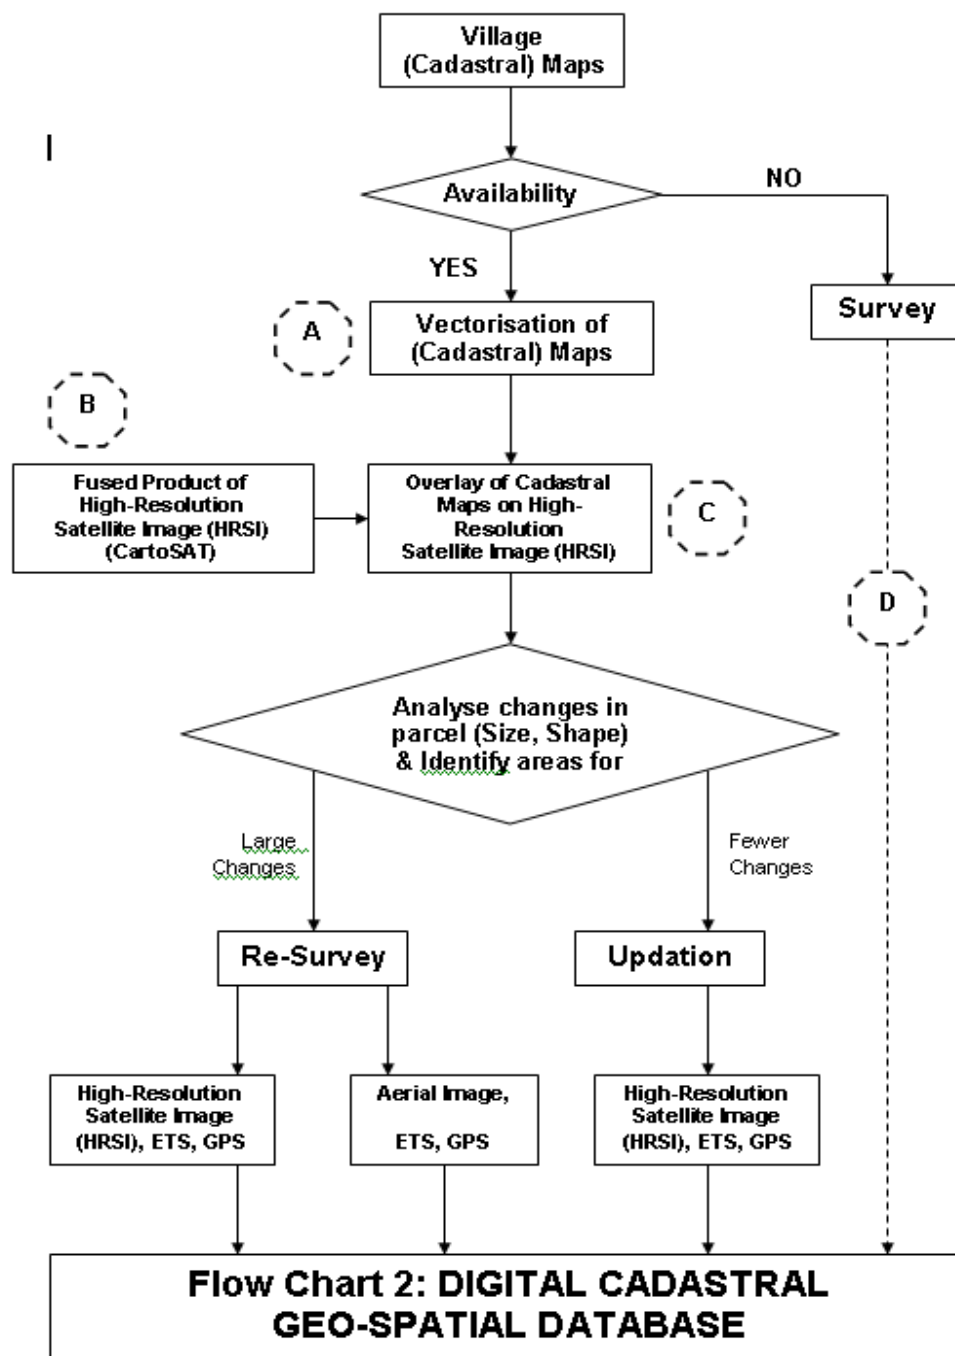 Village
(Cadastral) Maps
|
Availability
NO
YES
Survey
A
Vectorisation of
(Cadastral) Maps
B
Fused Product of
High-Resolution
Satellite Image (HRSI)
(CartoSAT)
Overlay of Cadastral
Maps on High-
Resolution
Satellite Image (HRSI)
C
D
Analyse changes in
parcel (Size, Shape)
& Identify areas for
Large
Changes
Fewer
Changes
Re-Survey
Updation
High-Resolution
Satellite Image
(HRSI), ETS, GPS
Aerial Image,
ETS, GPS
High-Resolution
Satellite Image
(HRSI), ETS, GPS
Flow Chart 2: DIGITAL CADASTRAL
GEO-SPATIAL DATABASE